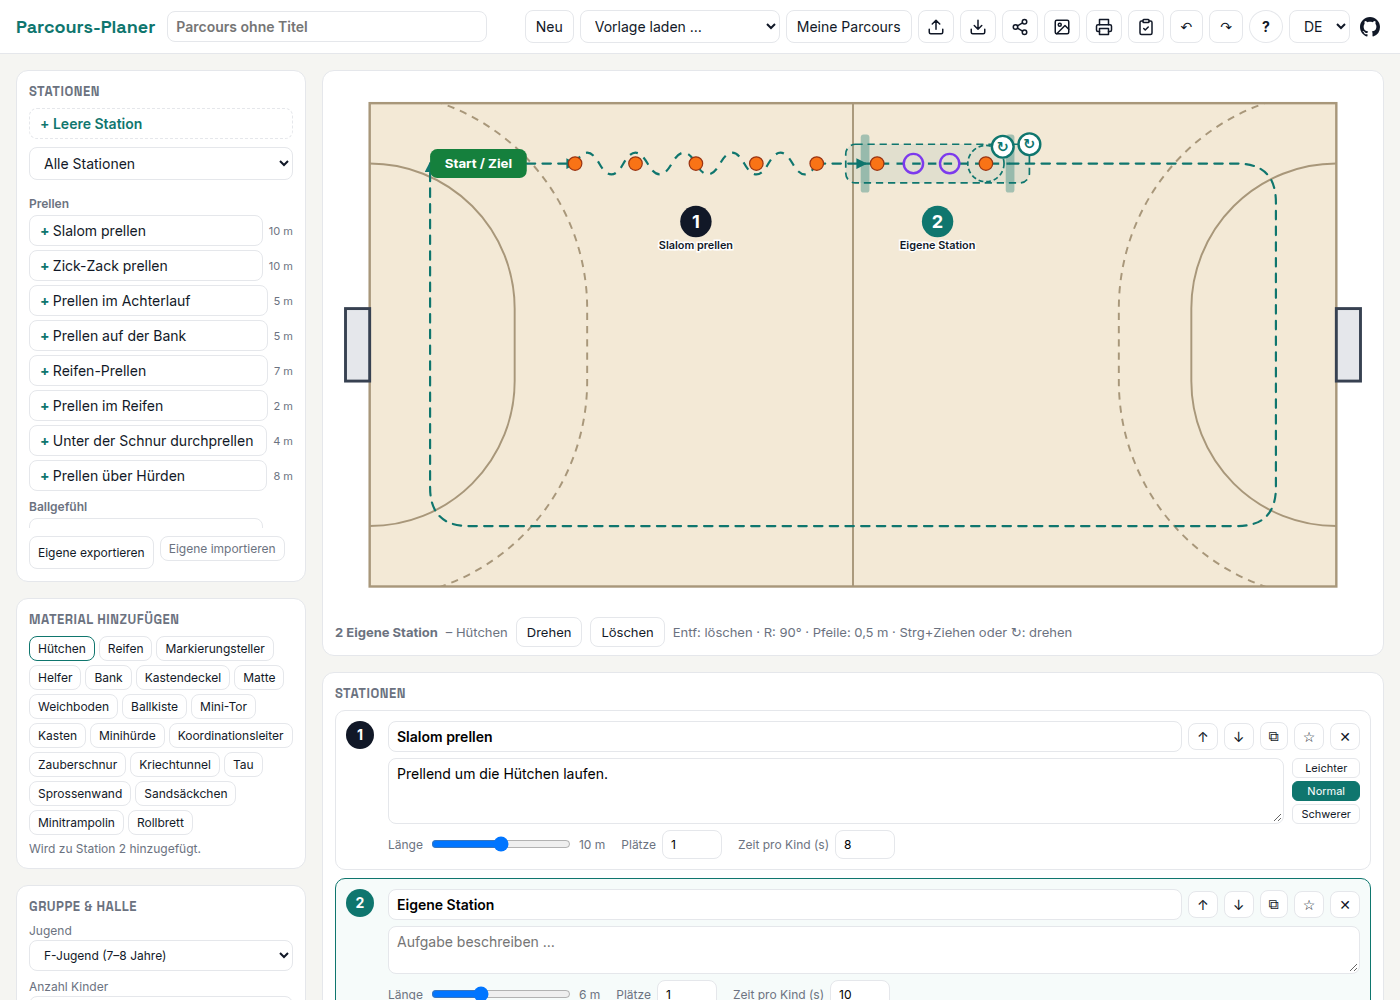 Parcours-Planer
Parcours ohne Titel
Neu
Vorlage laden ...
Meine Parcours
?
DE
STATIONEN
+ Leere Station
Alle Stationen
Prellen
+ Slalom prellen 10 m
+ Zick-Zack prellen 10 m
+ Prellen im Achterlauf 5 m
+ Prellen auf der Bank 5 m
+ Reifen-Prellen 7 m
+ Prellen im Reifen 2 m
+ Unter der Schnur durchprellen 4 m
+ Prellen über Hürden 8 m
Ballgefühl
Eigene exportieren
Eigene importieren
MATERIAL HINZUFÜGEN
Hütchen Reifen Markierungsteller
Helfer Bank Kastendeckel Matte
Weichboden Ballkiste Mini-Tor
Kasten Minihürde Koordinationsleiter
Zauberschnur Kriechtunnel Tau
Sprossenwand Sandsäckchen
Minitrampolin Rollbrett
Wird zu Station 2 hinzugefügt.
GRUPPE & HALLE
Jugend
F-Jugend (7–8 Jahre)
Anzahl Kinder
Start / Ziel
1
Slalom prellen
2
Eigene Station
2 Eigene Station – Hütchen Drehen Löschen Entf: löschen · R: 90° · Pfeile: 0,5 m · Strg+Ziehen oder ↻: drehen
STATIONEN
1 Slalom prellen
Prellend um die Hütchen laufen.
Leichter
Normal
Schwerer
Länge 10 m Plätze 1 Zeit pro Kind (s) 8
2 Eigene Station
Aufgabe beschreiben ...
Länge 6 m Plätze 1 Zeit pro Kind (s) 10